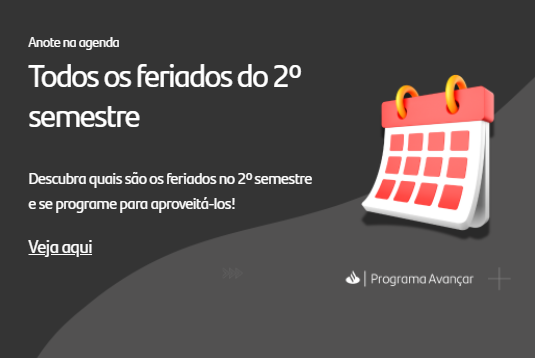 Anote na agenda
Todos os feriados do 2º
semestre
Descubra quais são os feriados no 2º semestre
e se programe para aproveitá-los!
Veja aqui
Programa Avançar